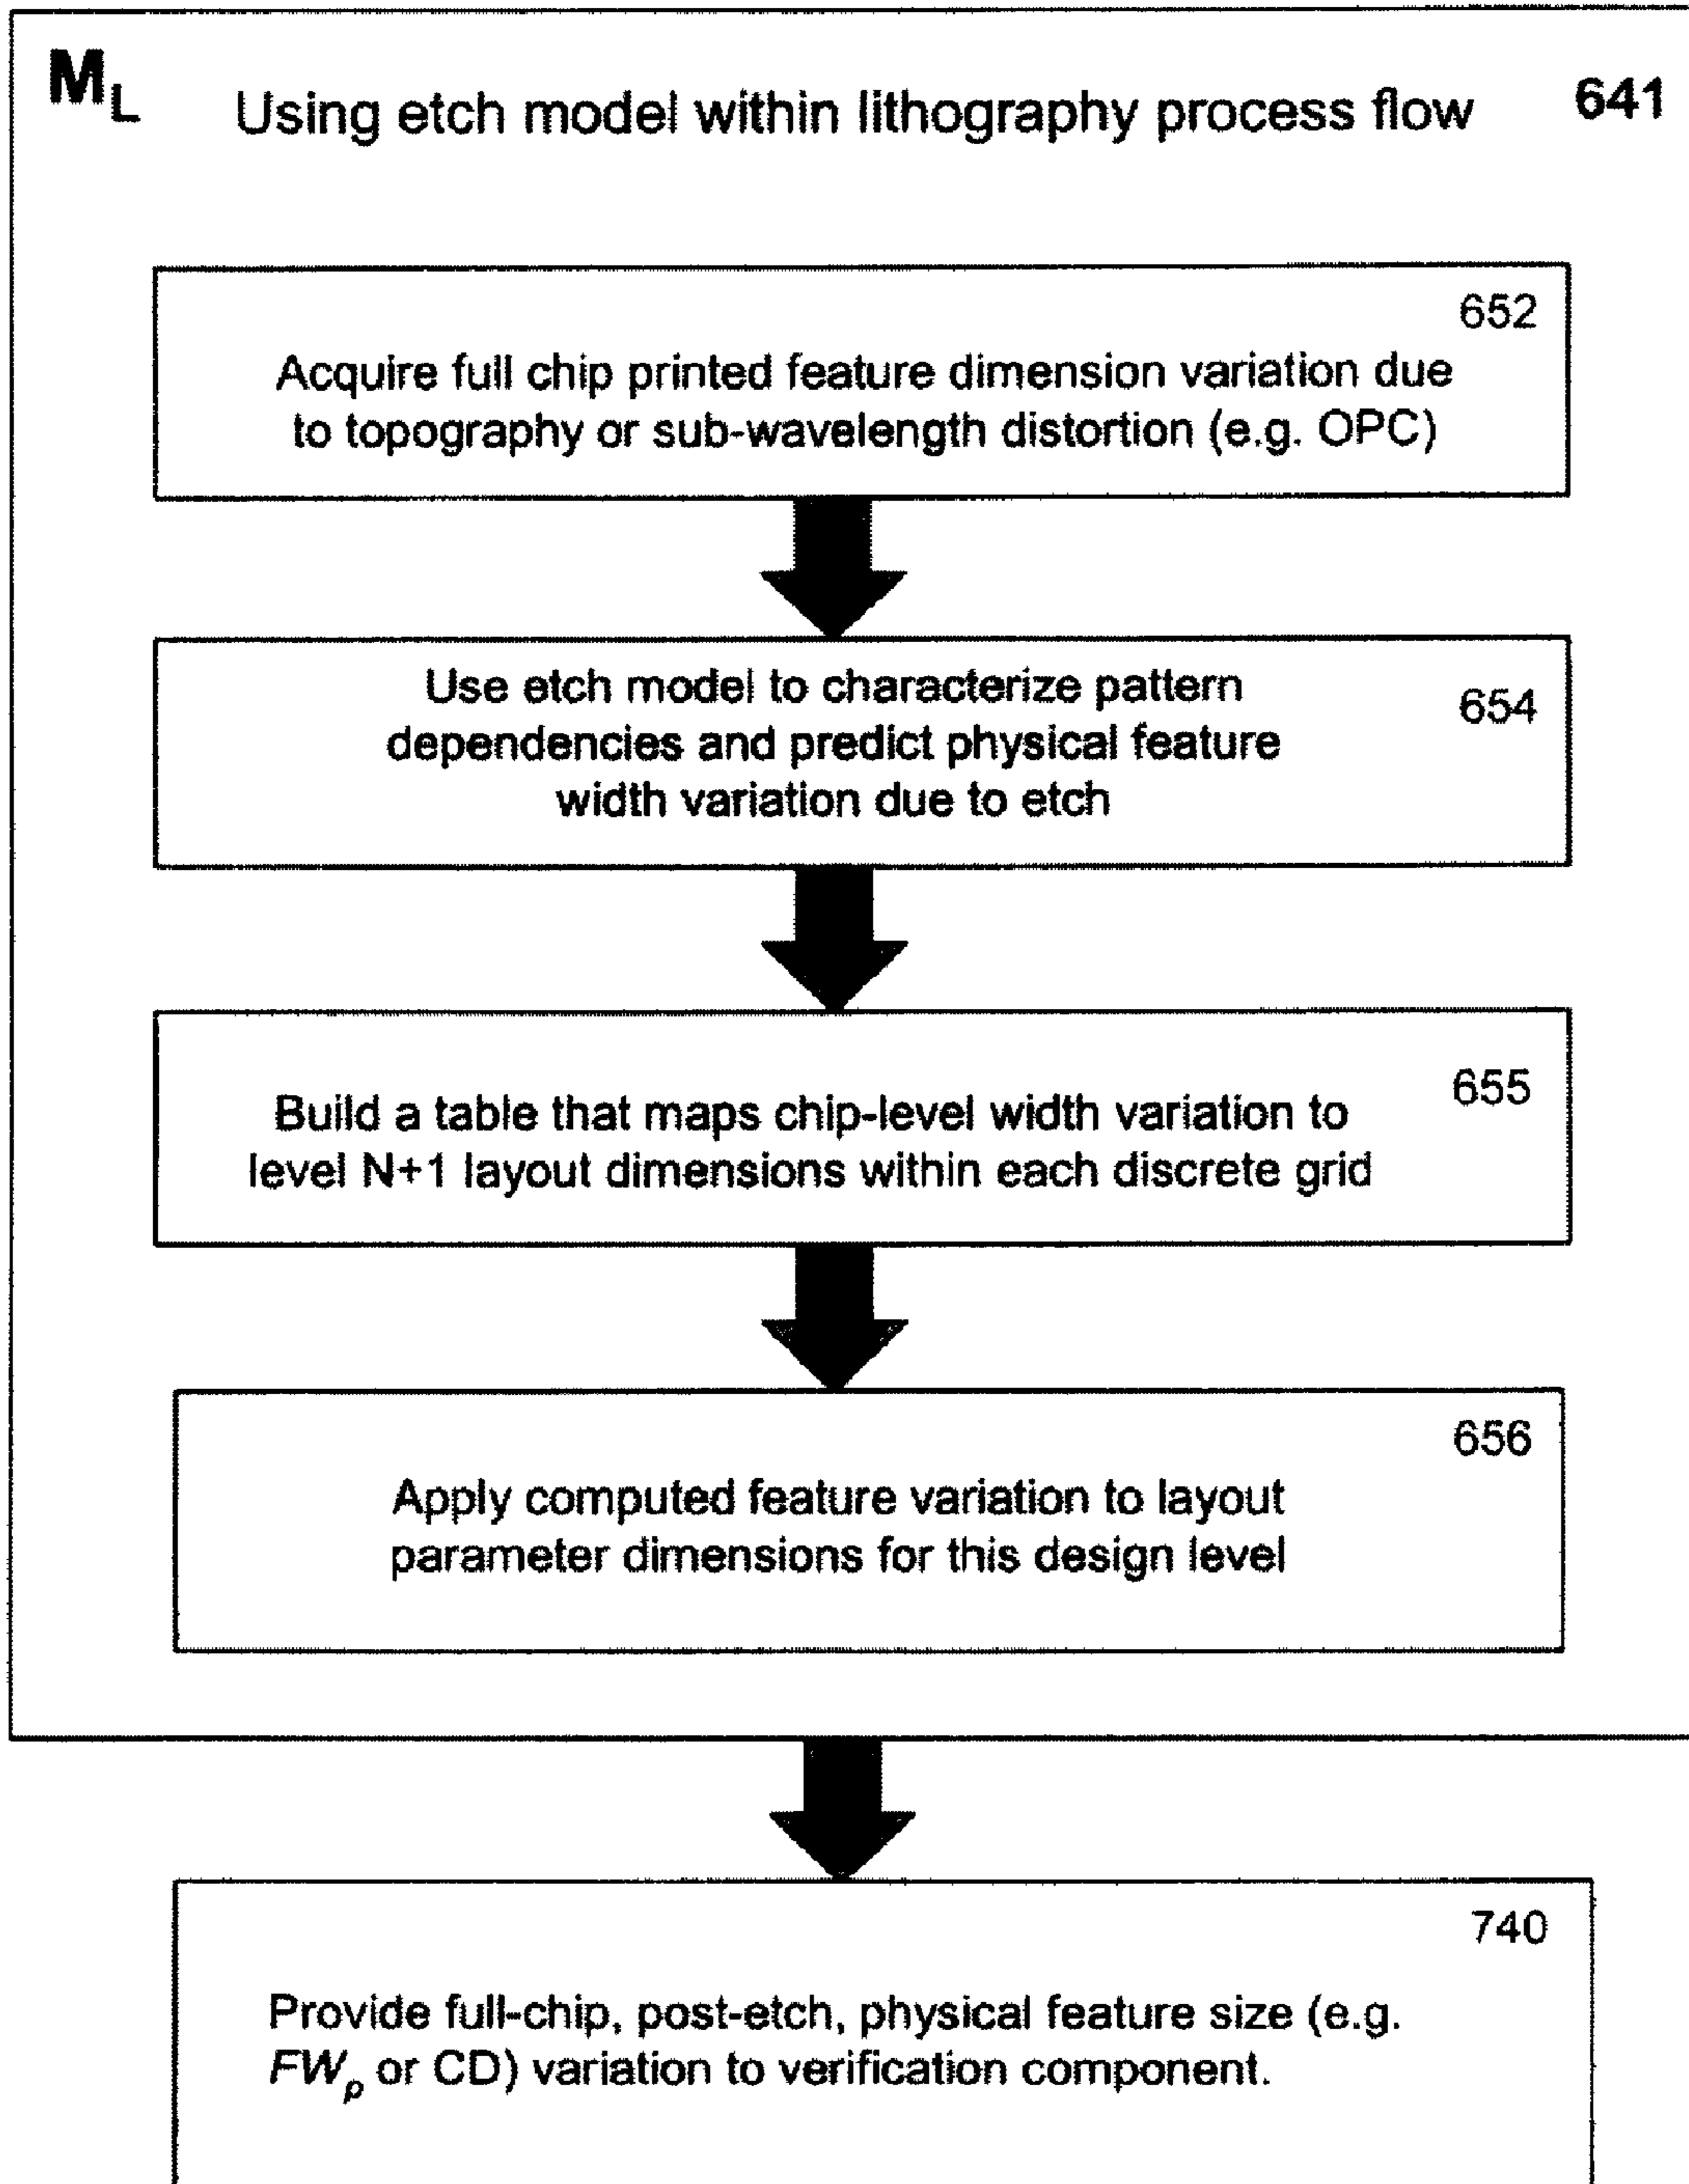 M_L Using etch model within lithography process flow 641
652
Acquire full chip printed feature dimension variation due
to topography or sub-wavelength distortion (e.g. OPC)
Use etch model to characterize pattern
654
dependencies and predict physical feature
width variation due to etch
655
Build a table that maps chip-level width variation to
level N+1 layout dimensions within each discrete grid
656
Apply computed feature variation to layout
parameter dimensions for this design level
740
Provide full-chip, post-etch, physical feature size (e.g.
FW_p or CD) variation to verification component.